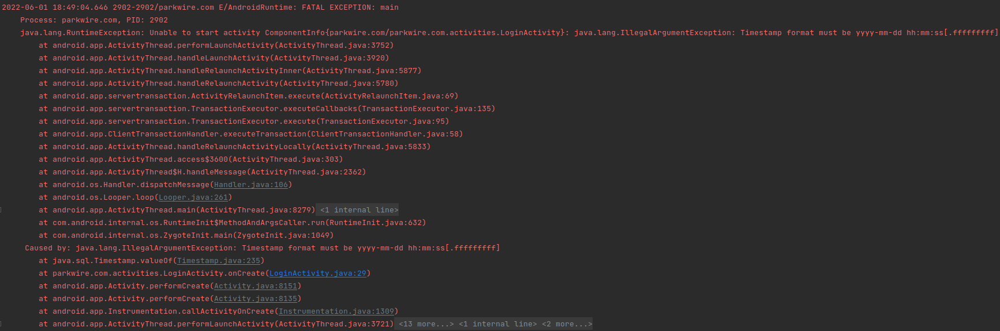 2022-06-01 18:49:04.646 2902-2902/parkwire.com E/AndroidRuntime: FATAL EXCEPTION: main
Process: parkwire.com, PID: 2902
java.lang.RuntimeException: Unable to start activity ComponentInfo{parkwire.com/parkwire.com.activities.LoginActivity}: java.lang.IllegalArgumentException: Timestamp format must be yyyy-mm-dd hh:mm:ss[.fffffffff]
at android.app.ActivityThread.performLaunchActivity(ActivityThread.java:3752)
at android.app.ActivityThread.handleLaunchActivity(ActivityThread.java:3920)
at android.app.ActivityThread.handleRelaunchActivityInner(ActivityThread.java:5877)
at android.app.ActivityThread.handleRelaunchActivity(ActivityThread.java:5780)
at android.app.servertransaction.ActivityRelaunchItem.execute(ActivityRelaunchItem.java:69)
at android.app.servertransaction.TransactionExecutor.executeCallbacks(TransactionExecutor.java:135)
at android.app.servertransaction.TransactionExecutor.execute(TransactionExecutor.java:95)
at android.app.ClientTransactionHandler.executeTransaction(ClientTransactionHandler.java:58)
at android.app.ActivityThread.handleRelaunchActivityLocally(ActivityThread.java:5833)
at android.app.ActivityThread.access$3600(ActivityThread.java:303)
at android.app.ActivityThread$H.handleMessage(ActivityThread.java:2362)
at android.os.Handler.dispatchMessage(Handler.java:106)
at android.os.Looper.loop(Looper.java:261)
at android.app.ActivityThread.main(ActivityThread.java:8279) <1 internal line>
at com.android.internal.os.RuntimeInit$MethodAndArgsCaller.run(RuntimeInit.java:632)
at com.android.internal.os.ZygoteInit.main(ZygoteInit.java:1049)
Caused by: java.lang.IllegalArgumentException: Timestamp format must be yyyy-mm-dd hh:mm:ss[.fffffffff]
at java.sql.Timestamp.valueOf(Timestamp.java:235)
at parkwire.com.activities.LoginActivity.onCreate(LoginActivity.java:29)
at android.app.Activity.performCreate(Activity.java:8151)
at android.app.Activity.performCreate(Activity.java:8135)
at android.app.Instrumentation.callActivityOnCreate(Instrumentation.java:1309)
at android.app.ActivityThread.performLaunchActivity(ActivityThread.java:3721) <13 more...> <1 internal line> <2 more...>